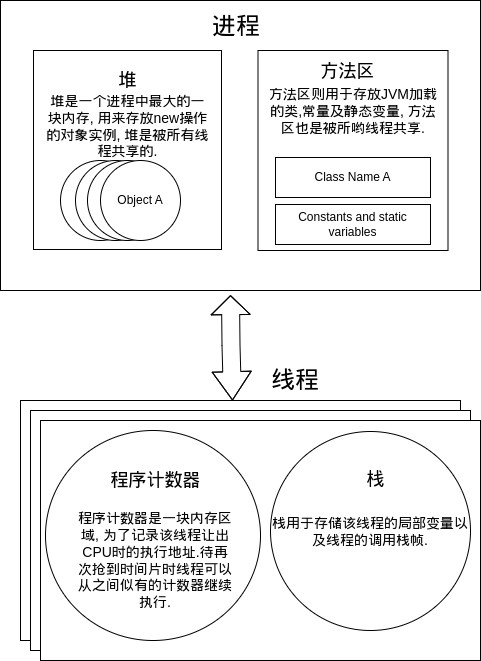 进程
堆
堆是一个进程中最大的一
块内存, 用来存放new操作
的对象实例, 堆是被所有线
程共享的.
Object A
方法区
方法区则用于存放JVM加载
的类,常量及静态变量, 方法
区也是被所哟线程共享.
Class Name A
Constants and static
variables
线程
程序计数器
程序计数器是一块内存区
域, 为了记录该线程让出
CPU时的执行地址.待再
次抢到时间片时线程可以
从之间似有的计数器继续
执行.
栈
栈用于存储该线程的局部变量以
及线程的调用栈帧.